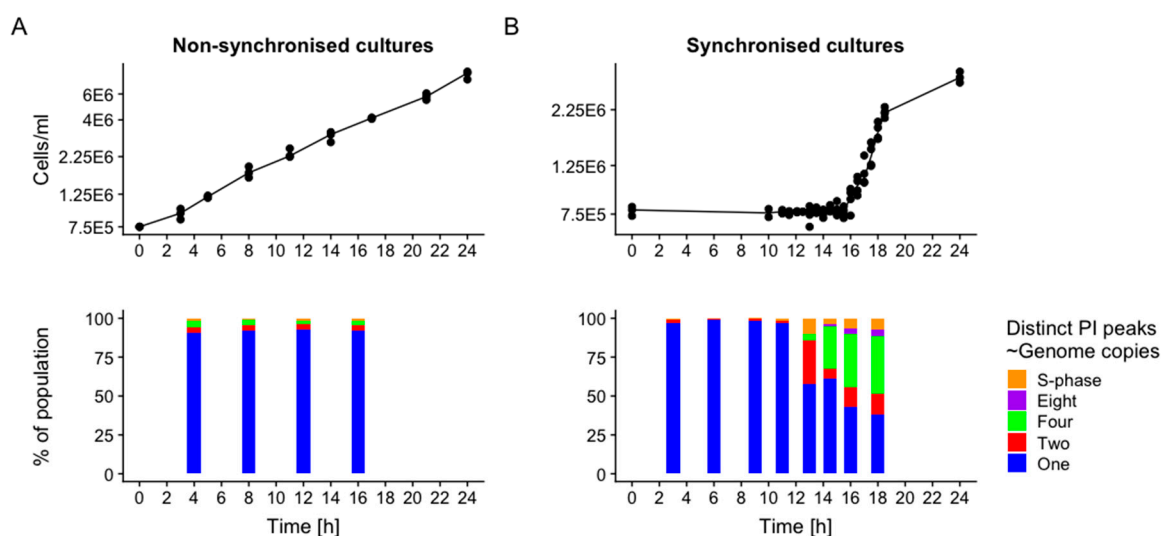 A
Non-synchronised cultures
Cells/ml
6E6
4E6
2.25E6
1.25E6
7.5E5
0 2 4 6 8 10 12 14 16 18 20 22 24
% of population
100
75
50
25
0
0 2 4 6 8 10 12 14 16 18 20 22 24
Time [h]
B
Synchronised cultures
2.25E6
1.25E6
7.5E5
0 2 4 6 8 10 12 14 16 18 20 22 24
100
75
50
25
0
0 2 4 6 8 10 12 14 16 18 20 22 24
Time [h]
Distinct PI peaks
~Genome copies
S-phase
Eight
Four
Two
One